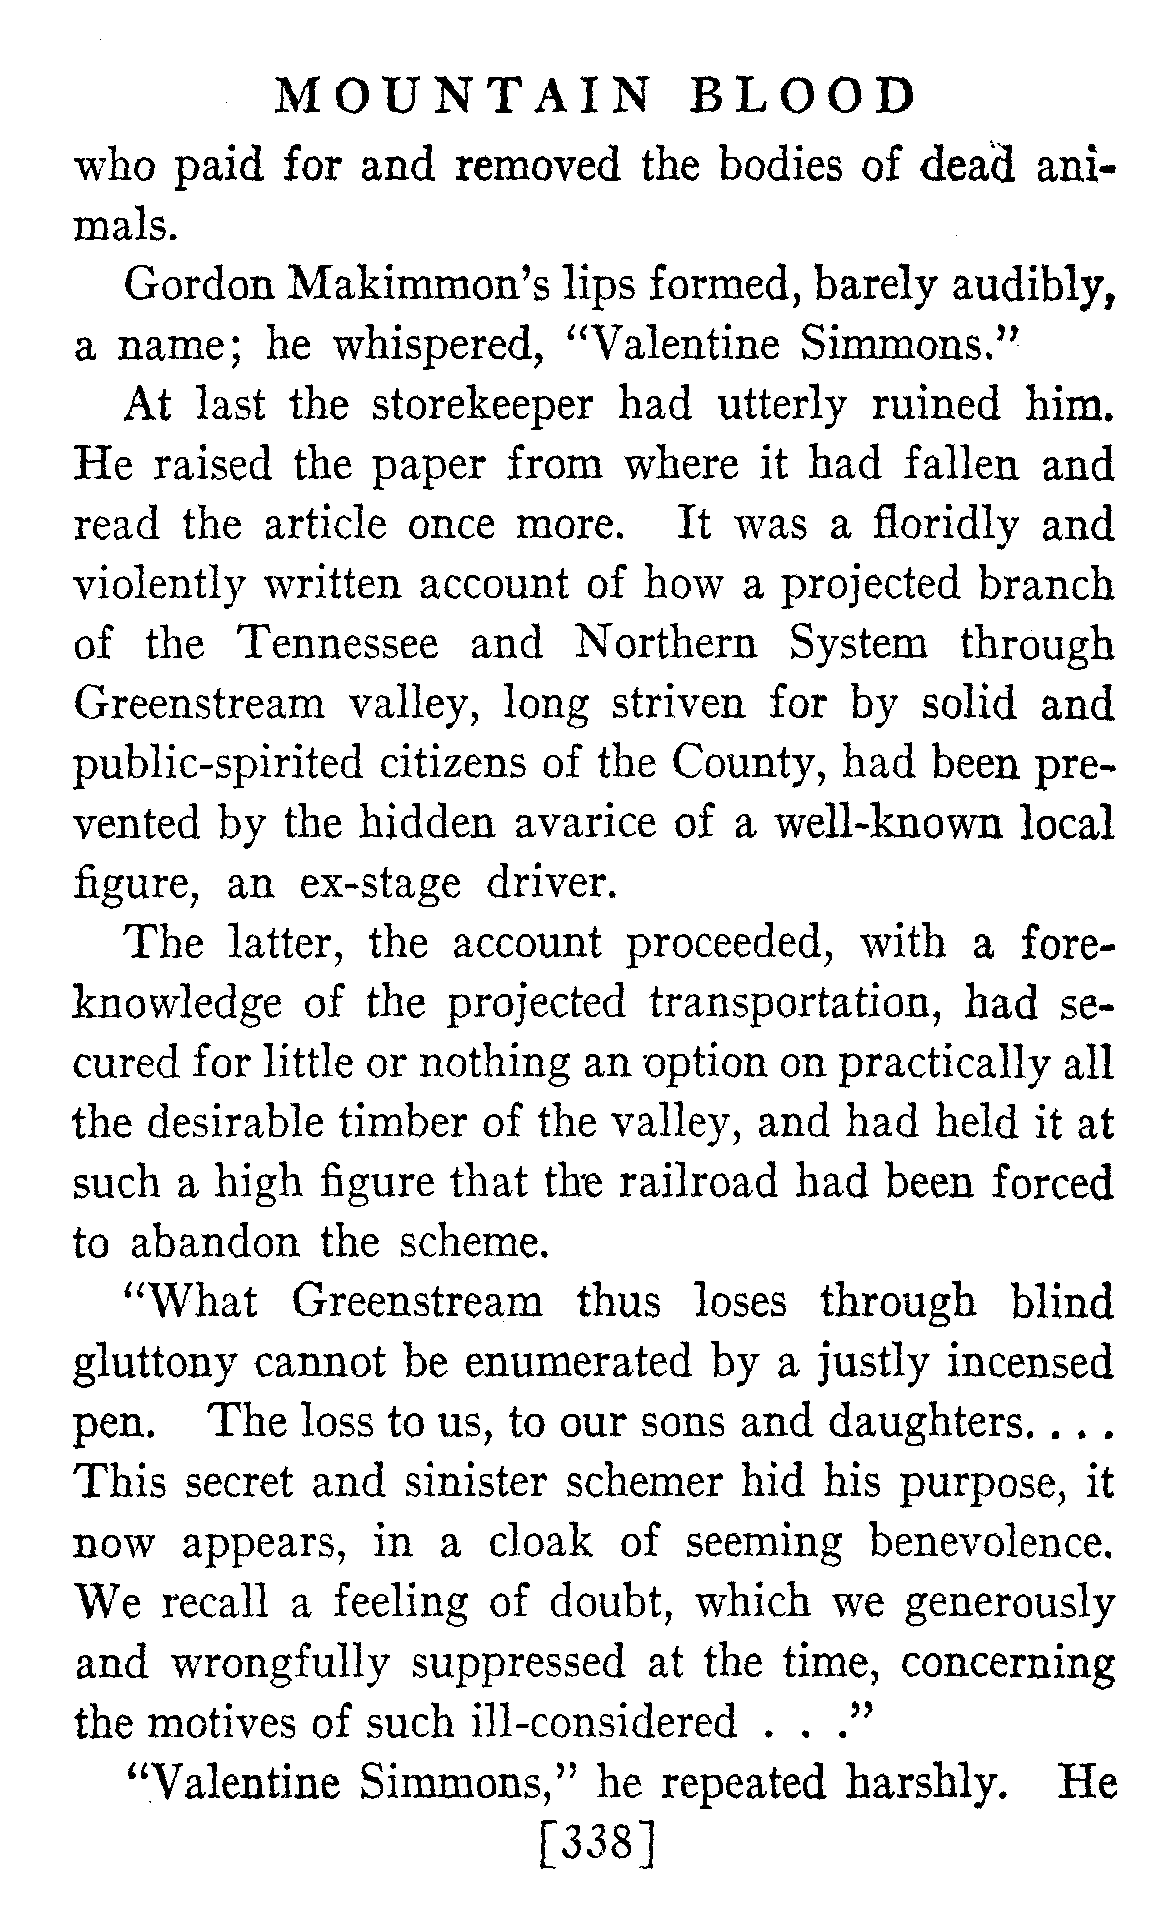 MOUNTAIN BLOOD
who paid for and removed the bodies of dead ani-
mals.
Gordon Makimmon's lips formed, barely audibly,
a name; he whispered, "Valentine Simmons."
At last the storekeeper had utterly ruined him.
He raised the paper from where it had fallen and
read the article once more. It was a floridly and
violently written account of how a projected branch
of the Tennessee and Northern System through
Greenstream valley, long striven for by solid and
public-spirited citizens of the County, had been pre-
vented by the hidden avarice of a well-known local
figure, an ex-stage driver.
The latter, the account proceeded, with a fore-
knowledge of the projected transportation, had se-
cured for little or nothing an option on practically all
the desirable timber of the valley, and had held it at
such a high figure that the railroad had been forced
to abandon the scheme.
"What Greenstream thus loses through blind
gluttony cannot be enumerated by a justly incensed
pen. The loss to us, to our sons and daughters. . . .
This secret and sinister schemer hid his purpose, it
now appears, in a cloak of seeming benevolence.
We recall a feeling of doubt, which we generously
and wrongfully suppressed at the time, concerning
the motives of such ill-considered . . ."
"Valentine Simmons," he repeated harshly. He
[338]